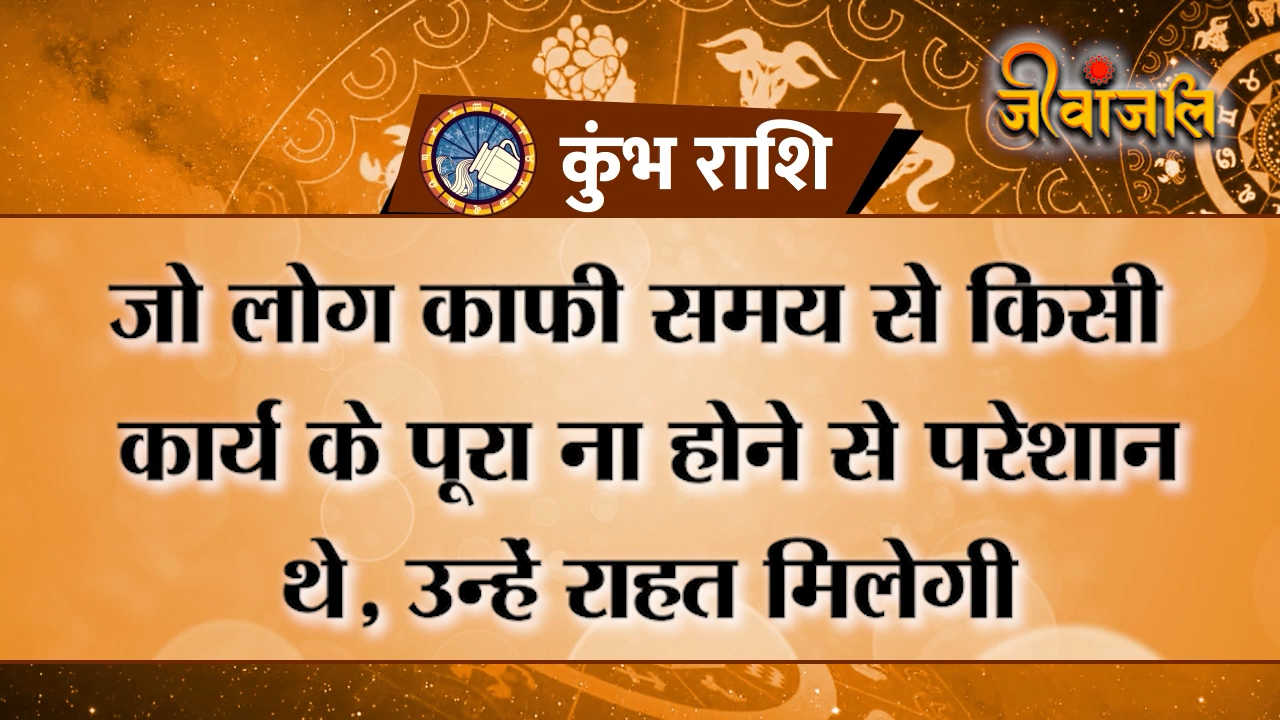 जीवांजलि
कुंभ राशि
जो लोग काफी समय से किसी
कार्य के पूरा ना होने से परेशान
थे, उन्हें राहत मिलेगी